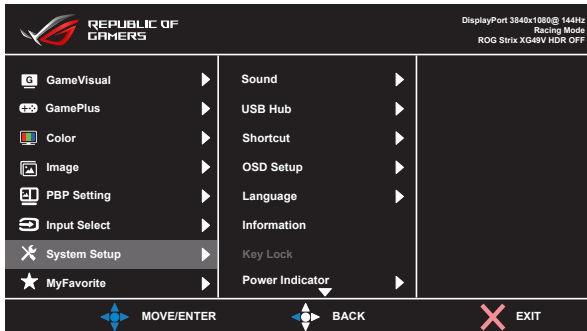 REPUBLIC OF
GAMERS
DisplayPort 3840x1080@ 144Hz
Racing Mode
ROG Strix XG49V HDR OFF
G GameVisual
GamePlus
Color
Image
PBP Setting
Input Select
System Setup
MyFavorite
Sound
USB Hub
Shortcut
OSD Setup
Language
Information
Key Lock
Power Indicator
MOVE/ENTER
BACK
EXIT